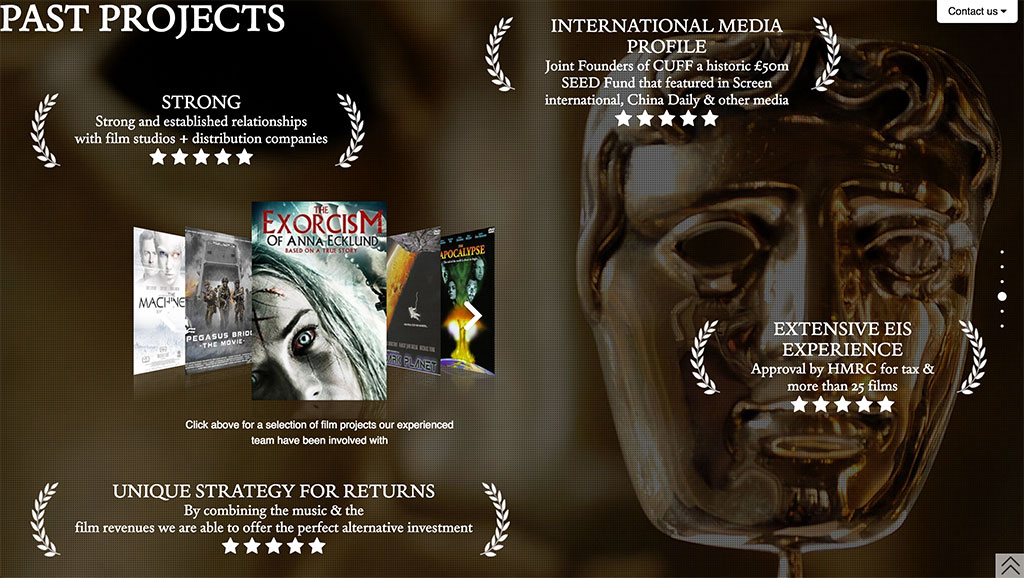 PAST PROJECTS
Contact us
INTERNATIONAL MEDIA
PROFILE
Joint Founders of CUFF a historic £50m
SEED Fund that featured in Screen
international, China Daily & other media
STRONG
Strong and established relationships
with film studios + distribution companies
THE
MACHINE
PEGASUS BRID
-THE MOVIE-
THE
EXORCISM
OF ANNA ECKLUND
BASED ON A TRUE STORY
DARK PLANET
APOCALYPSE
EXTENSIVE EIS
EXPERIENCE
Approval by HMRC for tax &
more than 25 films
Click above for a selection of film projects our experienced
team have been involved with
UNIQUE STRATEGY FOR RETURNS
By combining the music & the
film revenues we are able to offer the perfect alternative investment